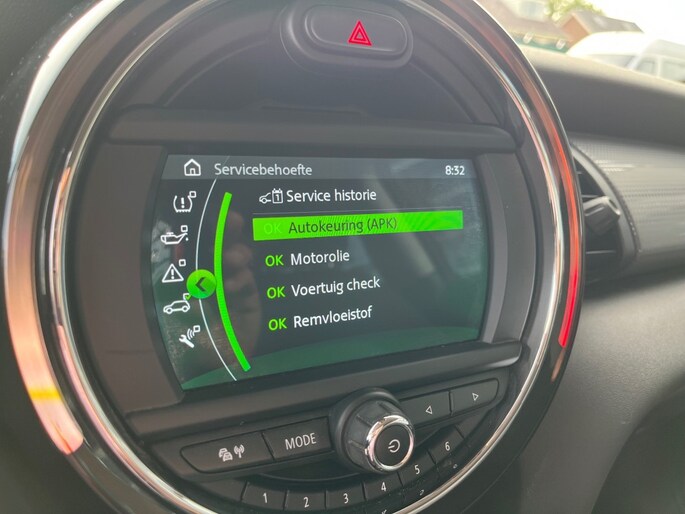 Servicebehoefte 8:32
1 Service historie
OK Autokeuring (APK)
OK Motorolie
OK Voertuig check
OK Remvloeistof
MODE
1 2 3 4 5 6